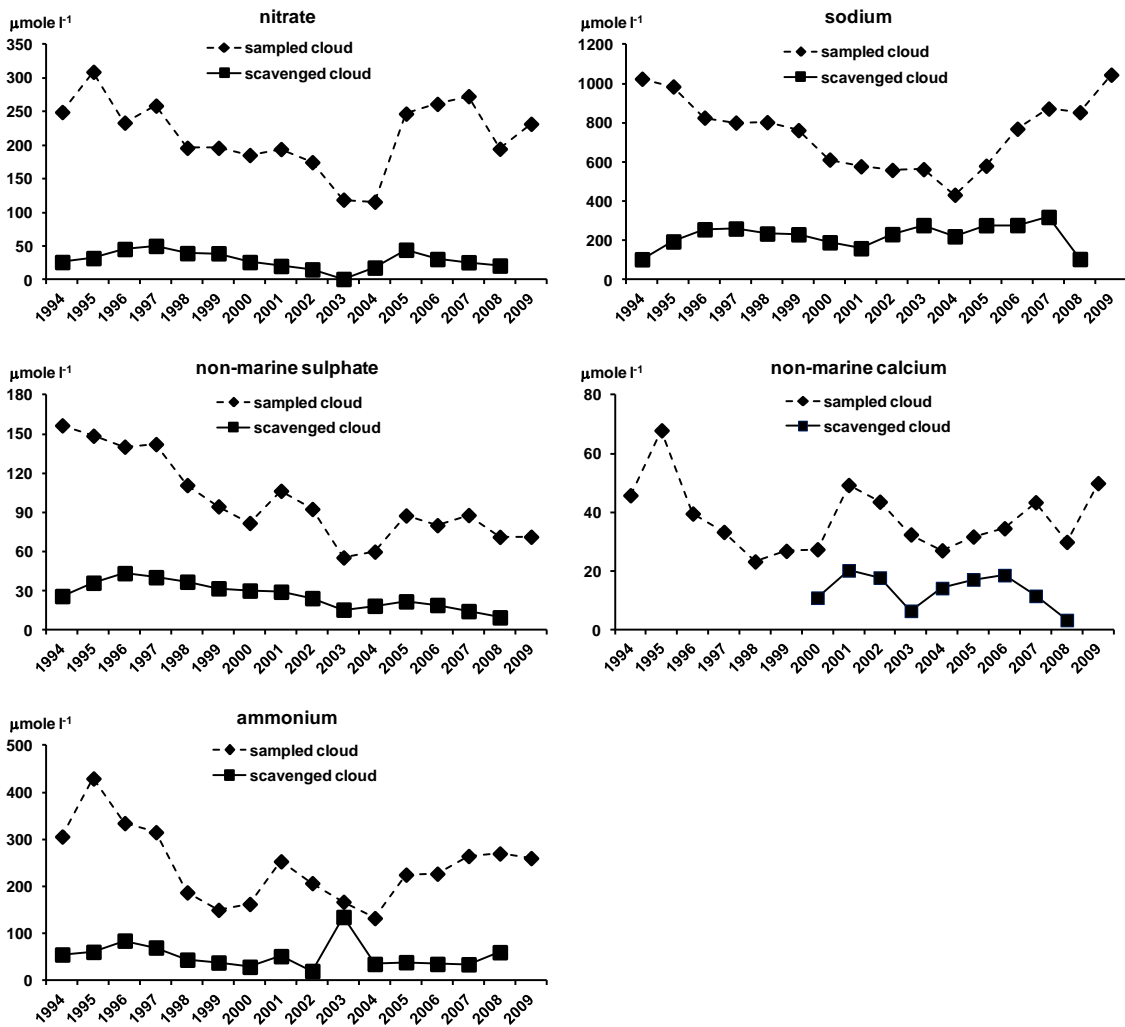 nitrate
μmole l-1
sampled cloud
scavenged cloud
350
300
250
200
150
100
50
0
1994 1995 1996 1997 1998 1999 2000 2001 2002 2003 2004 2005 2006 2007 2008 2009
sodium
μmole l-1
sampled cloud
scavenged cloud
1200
1000
800
600
400
200
0
1994 1995 1996 1997 1998 1999 2000 2001 2002 2003 2004 2005 2006 2007 2008 2009
non-marine sulphate
μmole l-1
sampled cloud
scavenged cloud
180
150
120
90
60
30
0
1994 1995 1996 1997 1998 1999 2000 2001 2002 2003 2004 2005 2006 2007 2008 2009
non-marine calcium
μmole l-1
sampled cloud
scavenged cloud
80
60
40
20
0
1994 1995 1996 1997 1998 1999 2000 2001 2002 2003 2004 2005 2006 2007 2008 2009
ammonium
μmole l-1
sampled cloud
scavenged cloud
500
400
300
200
100
0
1994 1995 1996 1997 1998 1999 2000 2001 2002 2003 2004 2005 2006 2007 2008 2009